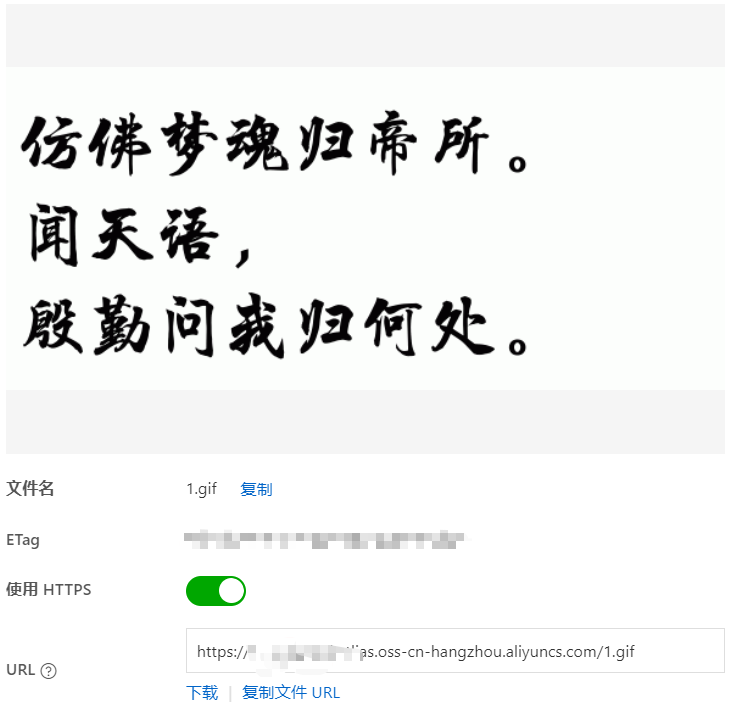 仿佛梦魂归帝所。
闻天语，
殷勤问我归何处。
文件名 1.gif 复制
ETag
使用 HTTPS
URL https:// as.oss-cn-hangzhou.aliyuncs.com/1.gif
下载 | 复制文件 URL